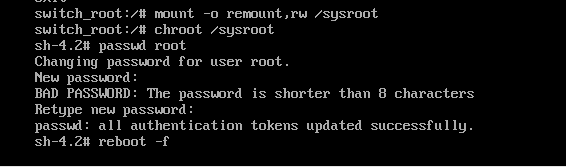 switch_root:/# mount -o remount,rw /sysroot
switch_root:/# chroot /sysroot
sh-4.2# passwd root
Changing password for user root.
New password:
BAD PASSWORD: The password is shorter than 8 characters
Retype new password:
passwd: all authentication tokens updated successfully.
sh-4.2# reboot -f